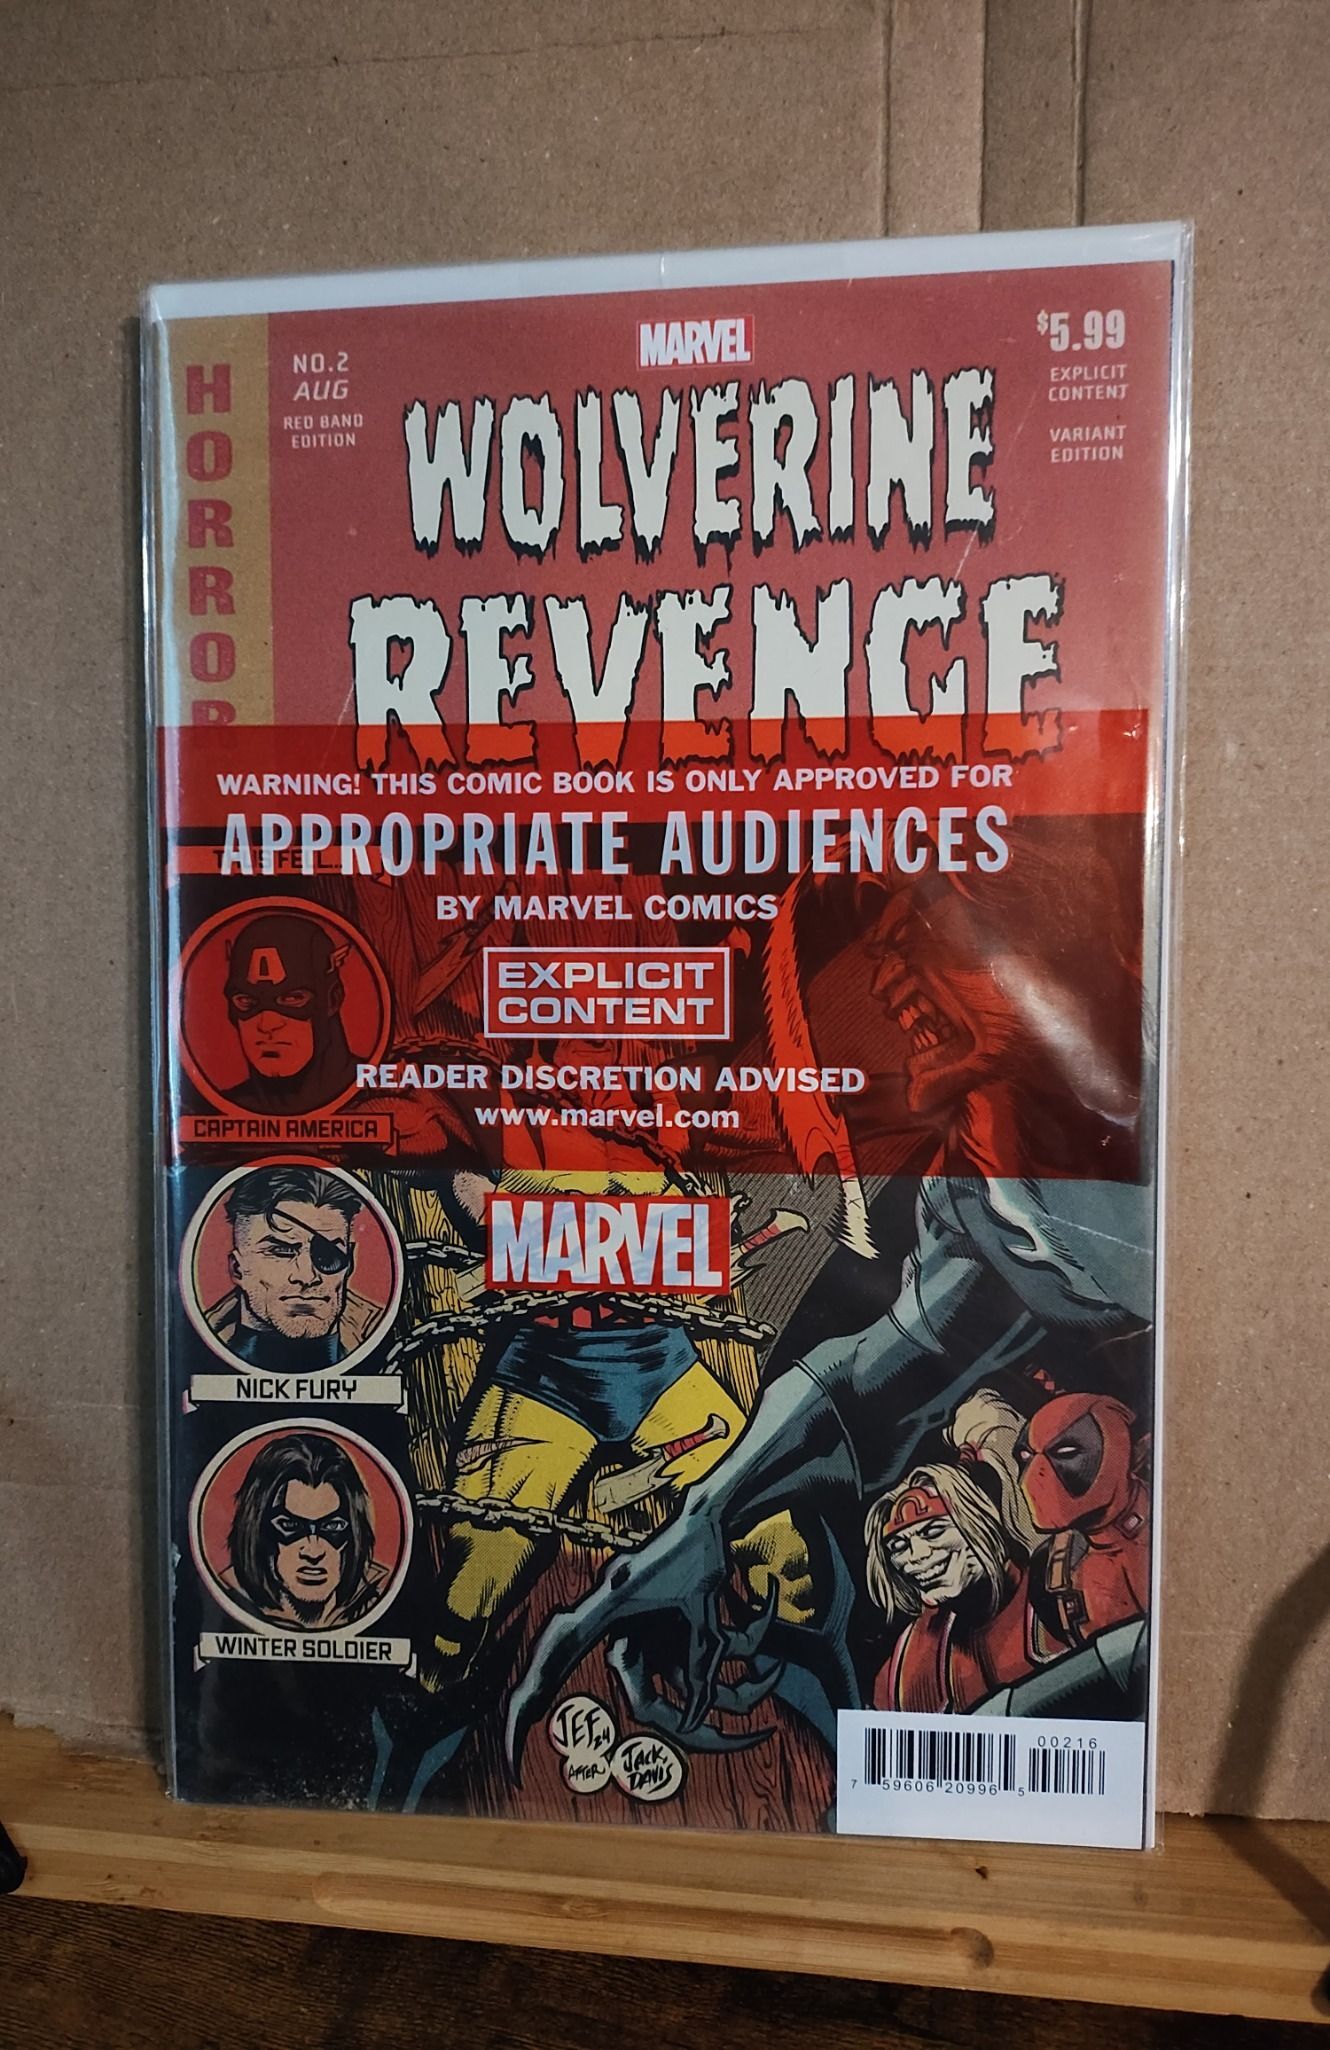 HORROR
NO.2
AUG
RED BAND
EDITION
MARVEL
$5.99
EXPLICIT
CONTENT
VARIANT
EDITION
WOLVERINE
REVENGE
WARNING! THIS COMIC BOOK IS ONLY APPROVED FOR
APPROPRIATE AUDIENCES
BY MARVEL COMICS
EXPLICIT
CONTENT
READER DISCRETION ADVISED
www.marvel.com
MARVEL
CAPTAIN AMERICA
NICK FURY
WINTER SOLDIER
JEF
24
AFTER
JACK
DAVIS
00216
7 59606 20996 5